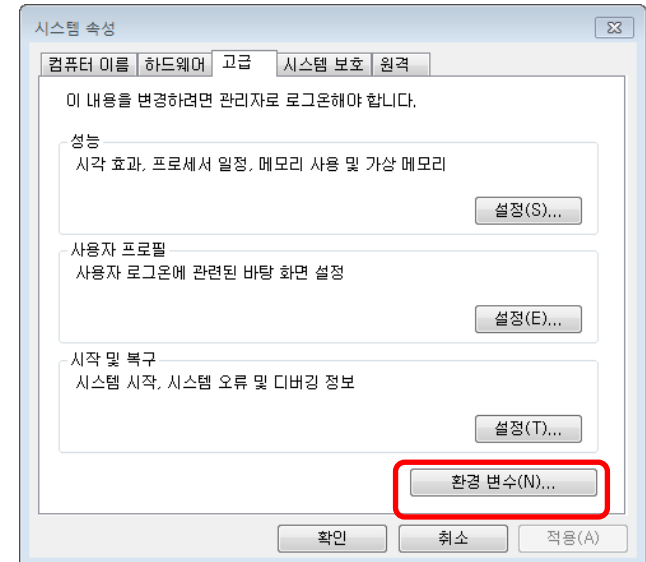 시스템 속성
컴퓨터 이름 하드웨어 고급 시스템 보호 원격
이 내용을 변경하려면 관리자로 로그온해야 합니다.
성능
시각 효과, 프로세서 일정, 메모리 사용 및 가상 메모리
설정(S)...
사용자 프로필
사용자 로그온에 관련된 바탕 화면 설정
설정(E)...
시작 및 복구
시스템 시작, 시스템 오류 및 디버깅 정보
설정(T)...
환경 변수(N)...
확인 취소 적용(A)